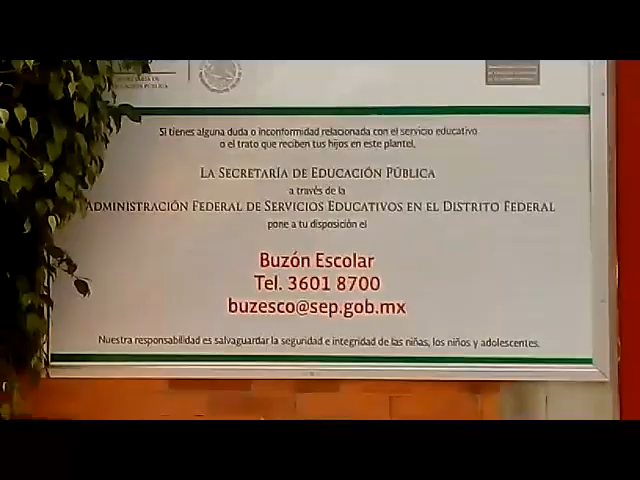 EDUCACIÓN PÚBLICA
Si tienes alguna duda o inconformidad relacionada con el servicio educativo
o el trato que reciben tus hijos en este plantel,
LA SECRETARÍA DE EDUCACIÓN PÚBLICA
a través de la
ADMINISTRACIÓN FEDERAL DE SERVICIOS EDUCATIVOS EN EL DISTRITO FEDERAL
pone a tu disposición el
Buzón Escolar
Tel. 3601 8700
buzesco@sep.gob.mx
Nuestra responsabilidad es salvaguardar la seguridad e integridad de las niñas, los niños y adolescentes.